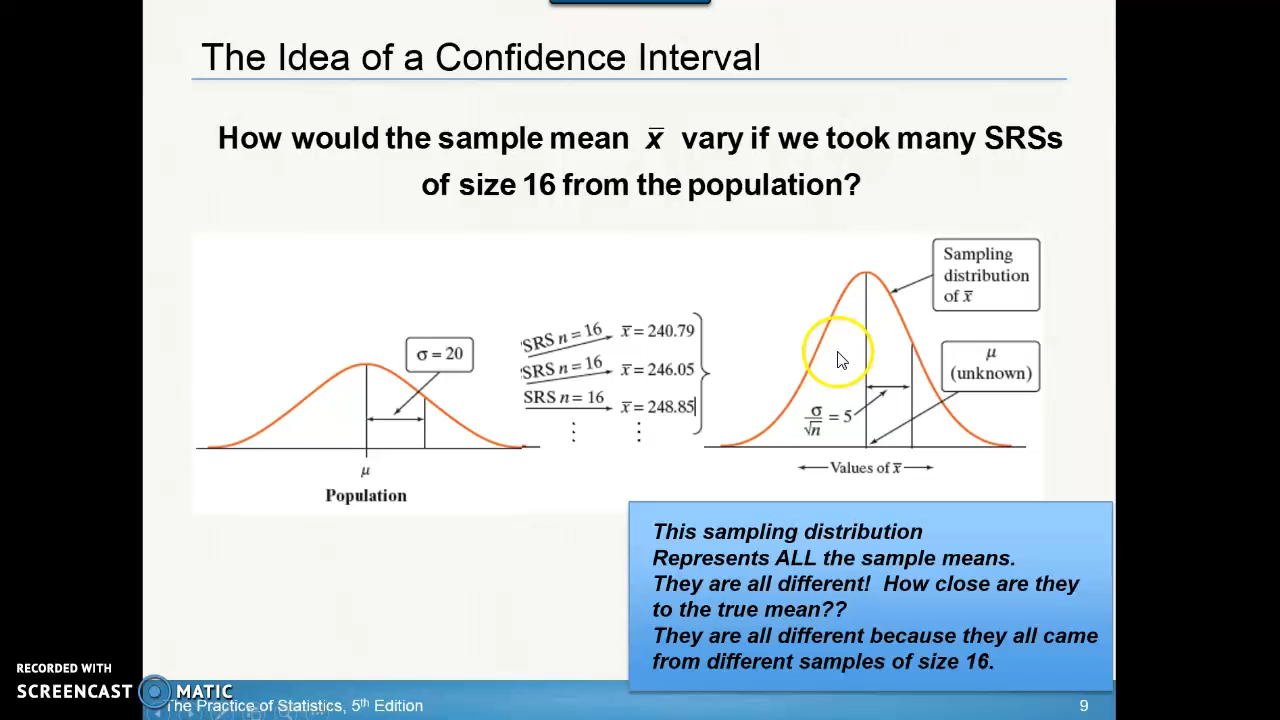 The Idea of a Confidence Interval
How would the sample mean x̅ vary if we took many SRSs
of size 16 from the population?
σ = 20
μ
Population
SRS n = 16 x̅ = 240.79
SRS n = 16 x̅ = 246.05
SRS n = 16 x̅ = 248.85
Sampling
distribution
of x̅
μ
(unknown)
σ/√n = 5
Values of x̅
This sampling distribution
Represents ALL the sample means.
They are all different! How close are they
to the true mean??
They are all different because they all came
from different samples of size 16.
RECORDED WITH
SCREENCAST MATIC
The Practice of Statistics, 5th Edition
9